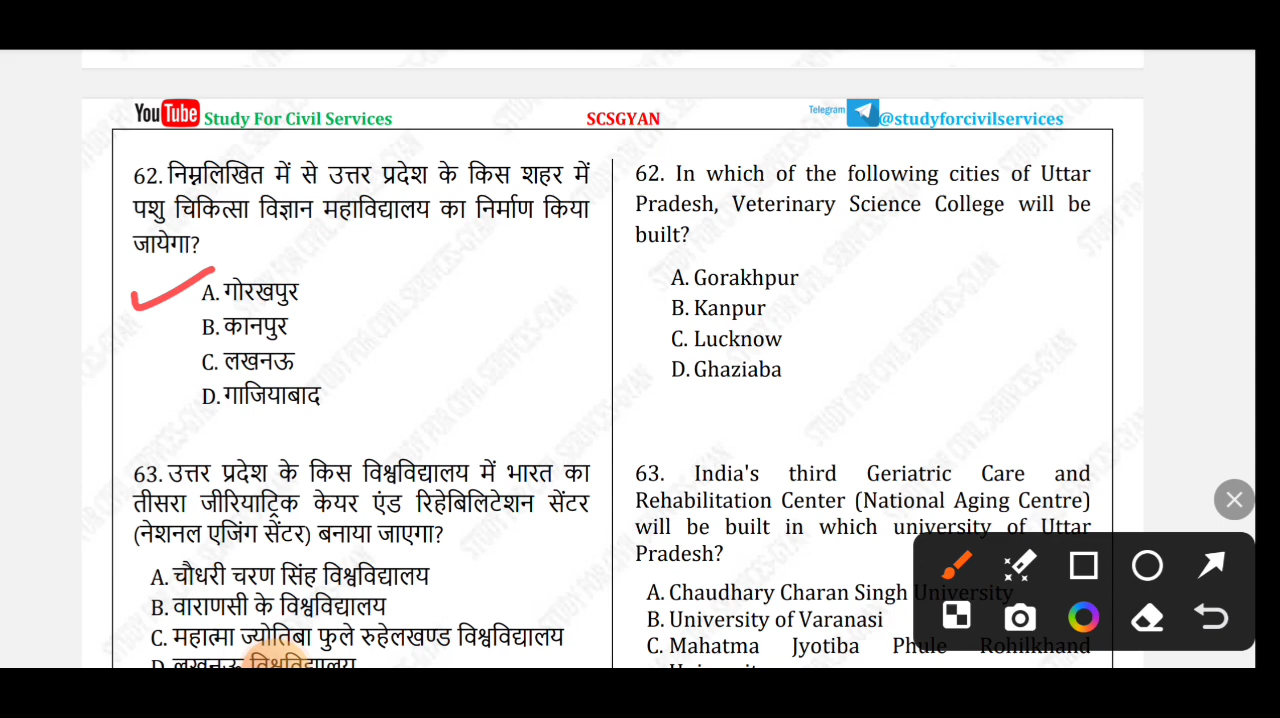 YouTube Study For Civil Services
SCSGYAN
Telegram @studyforcivilservices
62. निम्नलिखित में से उत्तर प्रदेश के किस शहर में
पशु चिकित्सा विज्ञान महाविद्यालय का निर्माण किया
जायेगा?
A. गोरखपुर
B. कानपुर
C. लखनऊ
D. गाजियाबाद
63. उत्तर प्रदेश के किस विश्वविद्यालय में भारत का
तीसरा जीरियाट्रिक केयर एंड रिहेबिलिटेशन सेंटर
(नेशनल एजिंग सेंटर) बनाया जाएगा?
A. चौधरी चरण सिंह विश्वविद्यालय
B. वाराणसी के विश्वविद्यालय
C. महात्मा ज्योतिबा फुले रुहेलखण्ड विश्वविद्यालय
D. लखनऊ विश्वविद्यालय
62. In which of the following cities of Uttar
Pradesh, Veterinary Science College will be
built?
A. Gorakhpur
B. Kanpur
C. Lucknow
D. Ghaziaba
63. India's third Geriatric Care and
Rehabilitation Center (National Aging Centre)
will be built in which university of Uttar
Pradesh?
A. Chaudhary Charan Singh University
B. University of Varanasi
C. Mahatma Jyotiba Phule Rohilkhand